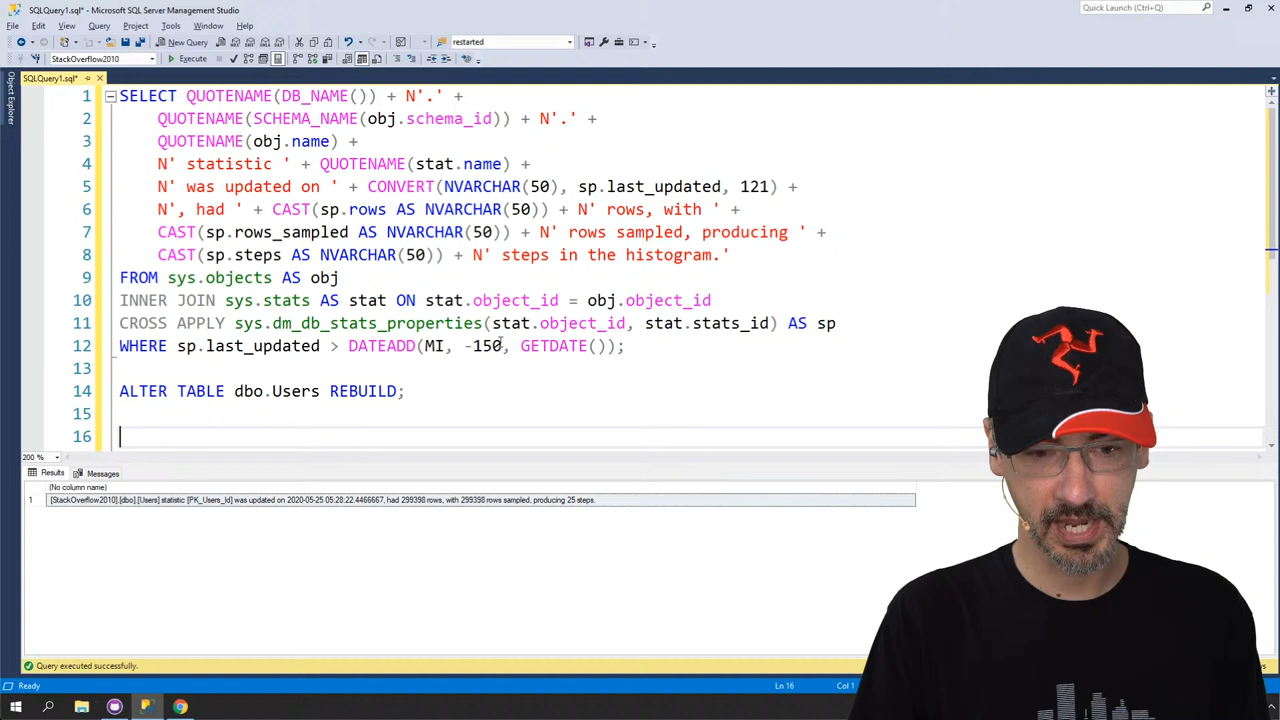 SQLQuery1.sql* - Microsoft SQL Server Management Studio
Quick Launch (Ctrl+Q)
File Edit View Query Project Tools Window Help
New Query
restarted
StackOverflow2010
Execute
SQLQuery1.sql*
Object Explorer
1 SELECT QUOTENAME(DB_NAME()) + N'.' +
2 QUOTENAME(SCHEMA_NAME(obj.schema_id)) + N'.' +
3 QUOTENAME(obj.name) +
4 N' statistic ' + QUOTENAME(stat.name) +
5 N' was updated on ' + CONVERT(NVARCHAR(50), sp.last_updated, 121) +
6 N', had ' + CAST(sp.rows AS NVARCHAR(50)) + N' rows, with ' +
7 CAST(sp.rows_sampled AS NVARCHAR(50)) + N' rows sampled, producing ' +
8 CAST(sp.steps AS NVARCHAR(50)) + N' steps in the histogram.'
9 FROM sys.objects AS obj
10 INNER JOIN sys.stats AS stat ON stat.object_id = obj.object_id
11 CROSS APPLY sys.dm_db_stats_properties(stat.object_id, stat.stats_id) AS sp
12 WHERE sp.last_updated > DATEADD(MI, -150, GETDATE());
13
14 ALTER TABLE dbo.Users REBUILD;
15
16
200 %
Results Messages
(No column name)
1 [StackOverflow2010].[dbo].[Users] statistic [PK_Users_Id] was updated on 2020-05-25 05:28:22.4466667, had 299398 rows, with 299398 rows sampled, producing 25 steps.
Query executed successfully.
Ready
Ln 16
Col 1